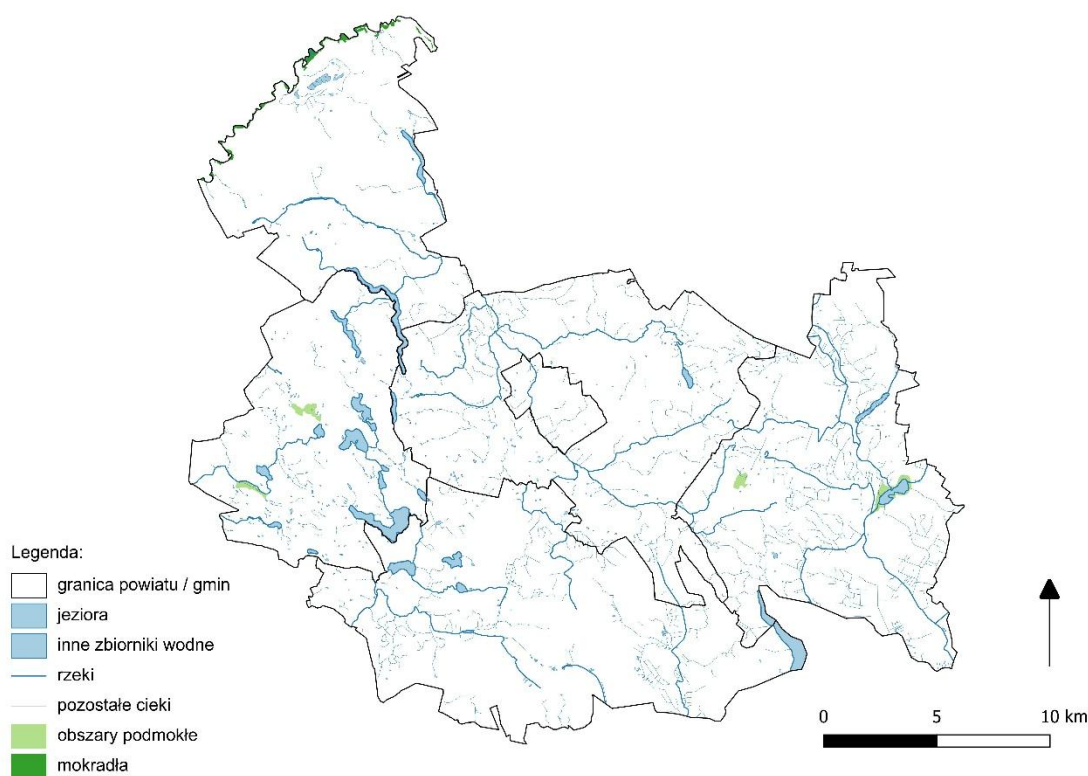 Legenda:
granica powiatu / gmin
jeziora
inne zbiorniki wodne
rzeki
pozostałe cieki
obszary podmokłe
mokradła
0 5 10 km